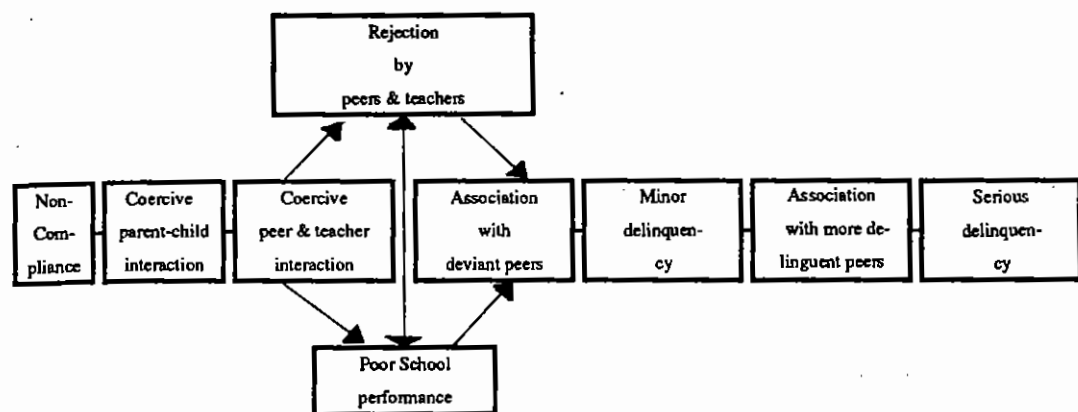 Rejection
by
peers & teachers
Non-
Com-
pliance
Coercive
parent-child
interaction
Coercive
peer & teacher
interaction
Association
with
deviant peers
Minor
delinquen-
cy
Association
with more de-
linguent peers
Serious
delinquen-
cy
Poor School
performance